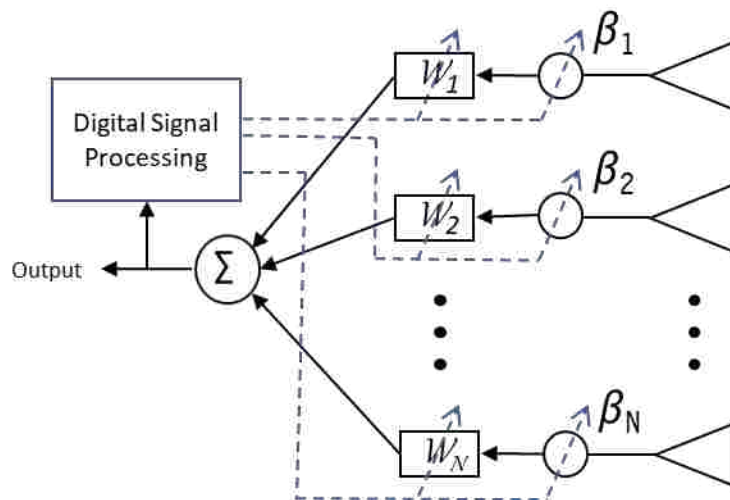 β1
W1
Digital Signal
Processing
β2
W2
Σ
Output
βN
WN